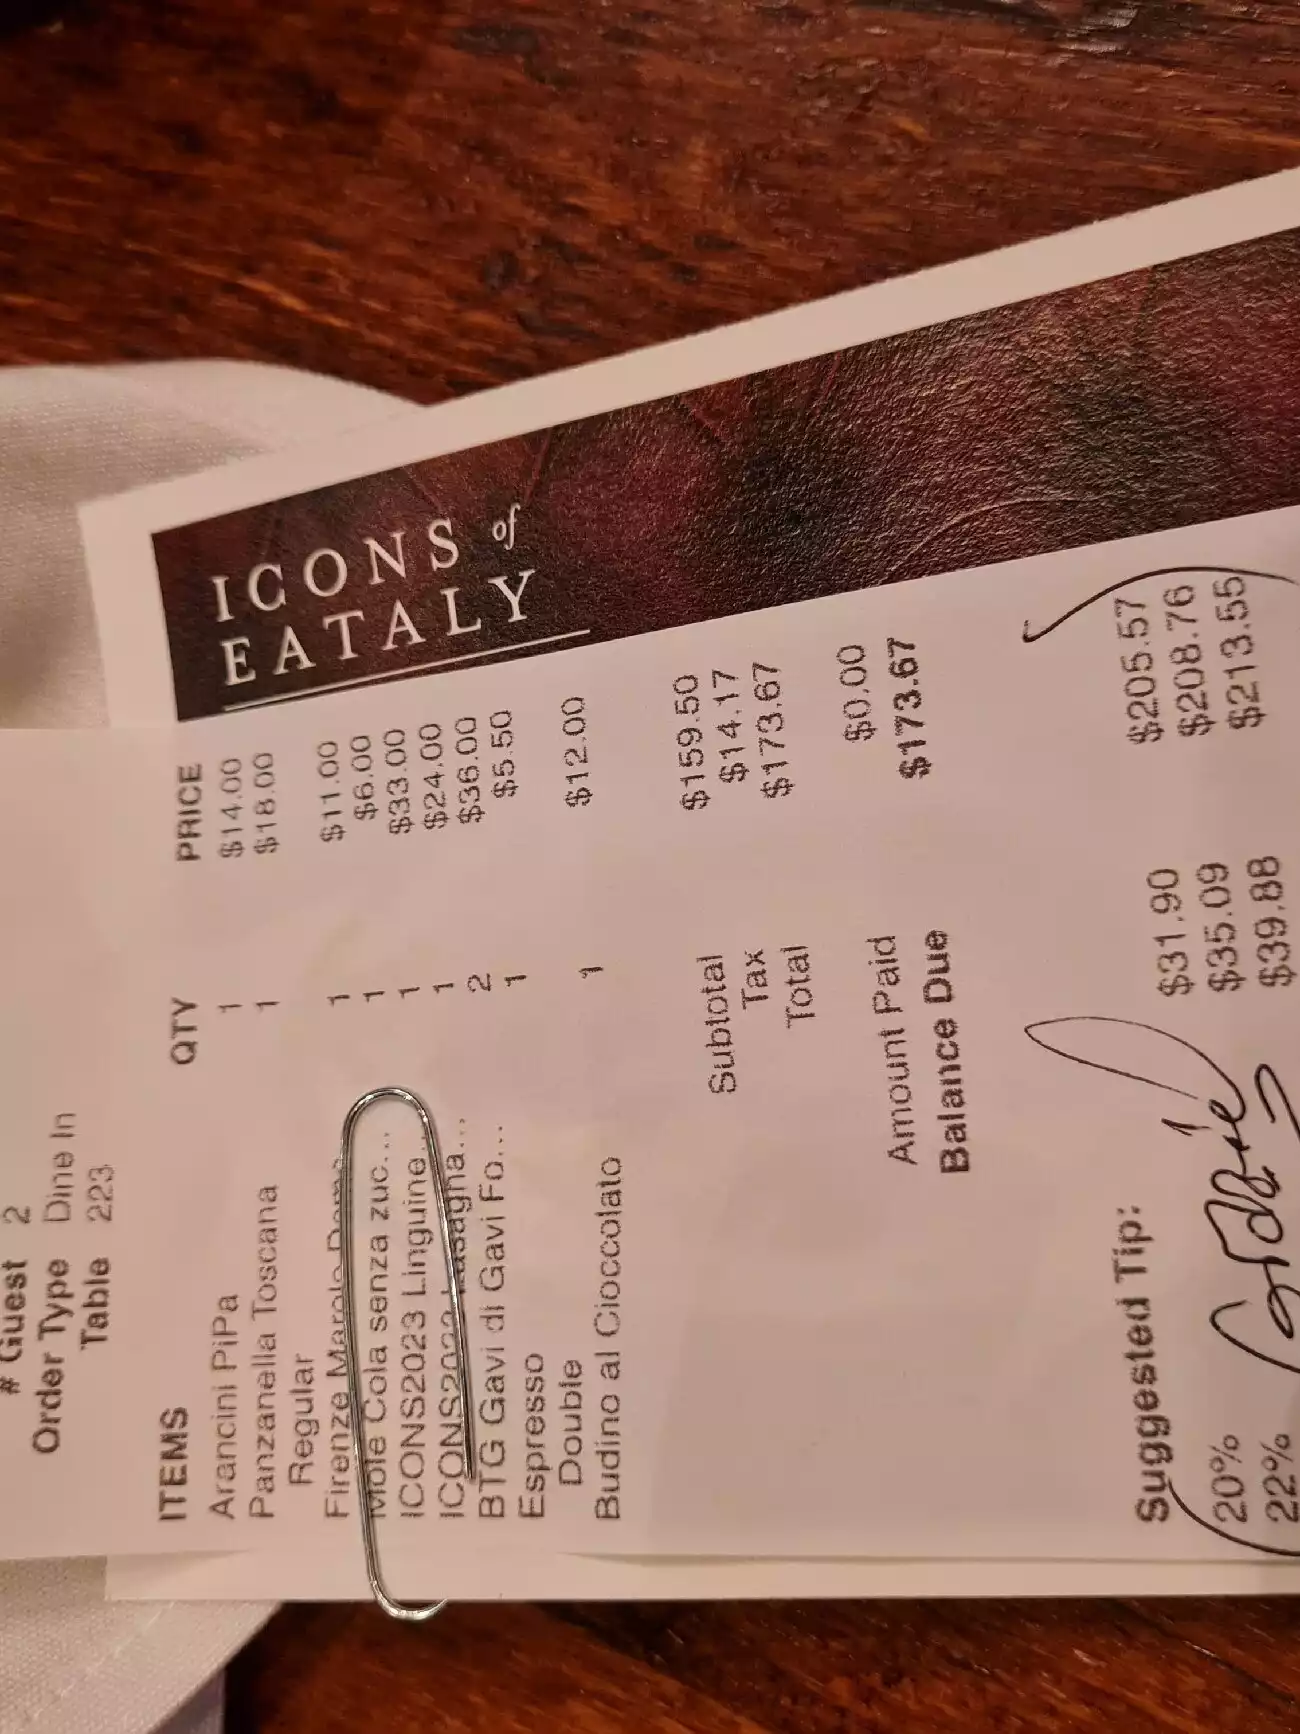 # Guest 2
Order Type Dine In
Table 223
ITEMS QTY PRICE
Arancini PiPa 1 $14.00
Panzanella Toscana 1 $18.00
Regular
Firenze 1 $11.00
Mole Cola senza zuc... 1 $6.00
ICONS2023 Linguine... 1 $33.00
ICONS2023 Lasagna... 1 $24.00
BTG Gavi di Gavi Fo... 2 $36.00
Espresso 1 $5.50
Double
Budino al Cioccolato 1 $12.00
Subtotal $159.50
Tax $14.17
Total $173.67
Amount Paid $0.00
Balance Due $173.67
Suggested Tip:
20% $31.90 $205.57
22% $35.09 $208.76
$39.88 $213.55
ICONS of
EATALY